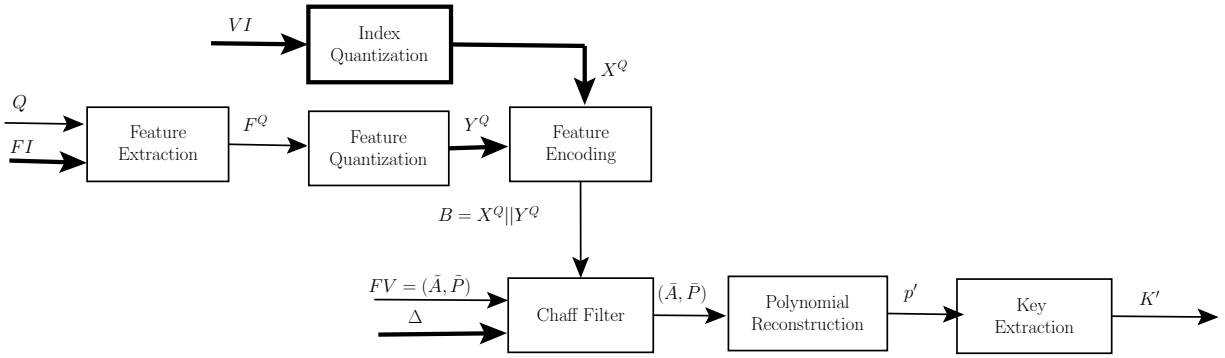 VI
Index
Quantization
X^Q
Q
FI
Feature
Extraction
F^Q
Feature
Quantization
Y^Q
Feature
Encoding
B = X^Q||Y^Q
FV = (Ã, P̃)
Δ
Chaff Filter
(Ā, P̄)
Polynomial
Reconstruction
p′
Key
Extraction
K′